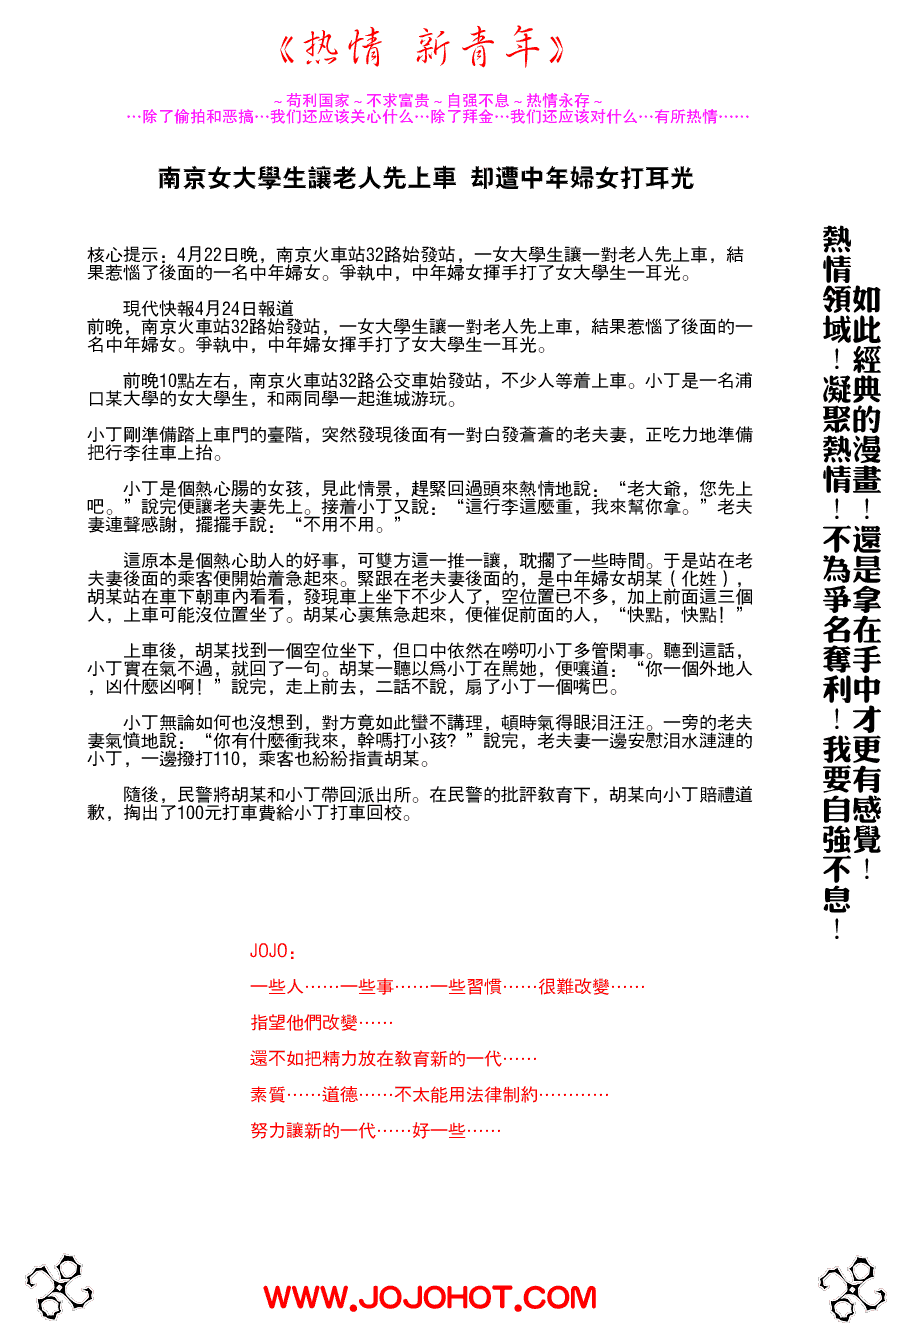 《热情 新青年》
～苟利国家～不求富贵～自强不息～热情永存～
…除了偷拍和恶搞…我们还应该关心什么…除了拜金…我们还应该对什么…有所热情……
南京女大學生讓老人先上車 却遭中年婦女打耳光
核心提示：4月22日晚，南京火車站32路始發站，一女大學生讓一對老人先上車，結
果惹惱了後面的一名中年婦女。爭執中，中年婦女揮手打了女大學生一耳光。
現代快報4月24日報道
前晚，南京火車站32路始發站，一女大學生讓一對老人先上車，結果惹惱了後面的一
名中年婦女。爭執中，中年婦女揮手打了女大學生一耳光。
前晚10點左右，南京火車站32路公交車始發站，不少人等着上車。小丁是一名浦
口某大學的女大學生，和兩同學一起進城游玩。
小丁剛準備踏上車門的臺階，突然發現後面有一對白發蒼蒼的老夫妻，正吃力地準備
把行李往車上抬。
小丁是個熱心腸的女孩，見此情景，趕緊回過頭來熱情地說：“老大爺，您先上
吧。”說完便讓老夫妻先上。接着小丁又說：“這行李這麼重，我來幫你拿。”老夫
妻連聲感謝，擺擺手說：“不用不用。”
這原本是個熱心助人的好事，可雙方這一推一讓，耽擱了一些時間。于是站在老
夫妻後面的乘客便開始着急起來。緊跟在老夫妻後面的，是中年婦女胡某（化姓），
胡某站在車下朝車內看看，發現車上坐下不少人了，空位置已不多，加上前面這三個
人，上車可能沒位置坐了。胡某心裏焦急起來，便催促前面的人，“快點，快點！”
上車後，胡某找到一個空位坐下，但口中依然在嘮叨小丁多管閑事。聽到這話，
小丁實在氣不過，就回了一句。胡某一聽以爲小丁在罵她，便嚷道：“你一個外地人
，凶什麼凶啊！”說完，走上前去，二話不說，扇了小丁一個嘴巴。
小丁無論如何也沒想到，對方竟如此蠻不講理，頓時氣得眼泪汪汪。一旁的老夫
妻氣憤地說：“你有什麼衝我來，幹嗎打小孩？”說完，老夫妻一邊安慰泪水漣漣的
小丁，一邊撥打110，乘客也紛紛指責胡某。
隨後，民警將胡某和小丁帶回派出所。在民警的批評敎育下，胡某向小丁賠禮道
歉，掏出了100元打車費給小丁打車回校。
如此經典的漫畫！還是拿在手中才更有感覺！
熱情領域！凝聚熱情！不為爭名奪利！我要自強不息！
JOJO：
一些人……一些事……一些習慣……很難改變……
指望他們改變……
還不如把精力放在敎育新的一代……
素質……道德……不太能用法律制約…………
努力讓新的一代……好一些……
WWW.JOJOHOT.COM